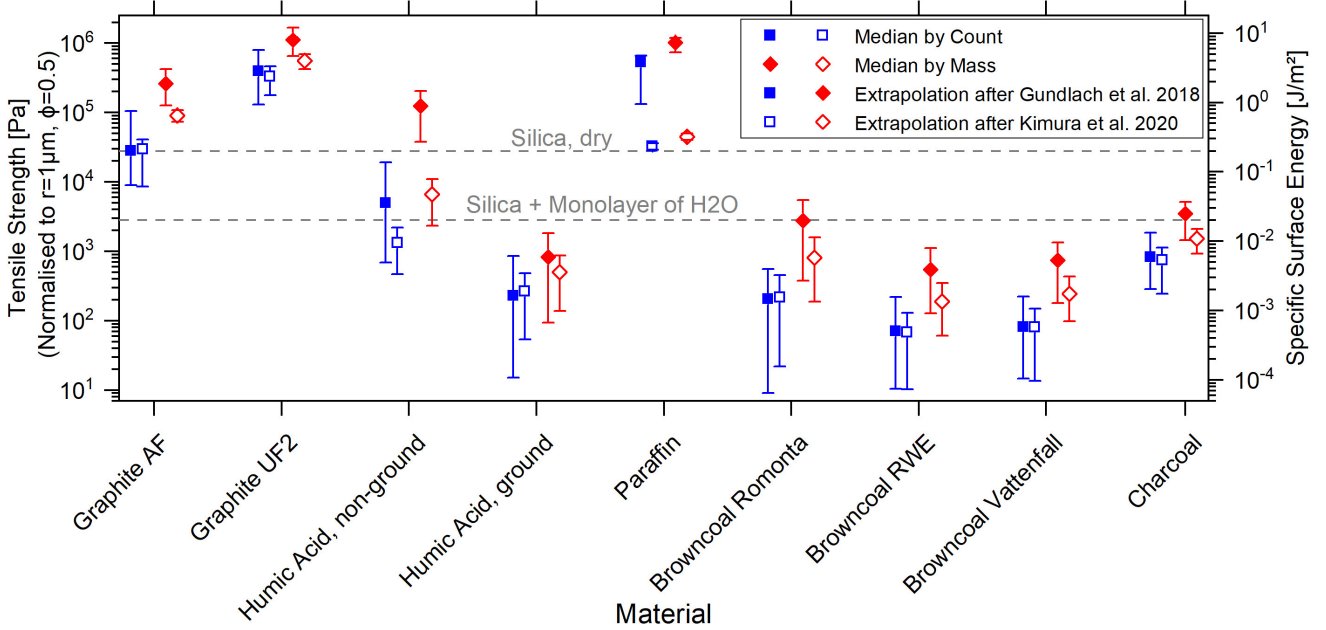 Tensile Strength [Pa]
(Normalised to r=1µm, ϕ=0.5)
10⁶
10⁵
10⁴
10³
10²
10¹
Median by Count
Median by Mass
Extrapolation after Gundlach et al. 2018
Extrapolation after Kimura et al. 2020
Silica, dry
Silica + Monolayer of H2O
10¹
10⁰
10⁻¹
10⁻²
10⁻³
10⁻⁴
Specific Surface Energy [J/m²]
Graphite AF
Graphite UF2
Humic Acid, non-ground
Humic Acid, ground
Paraffin
Browncoal Romonta
Browncoal RWE
Browncoal Vattenfall
Charcoal
Material